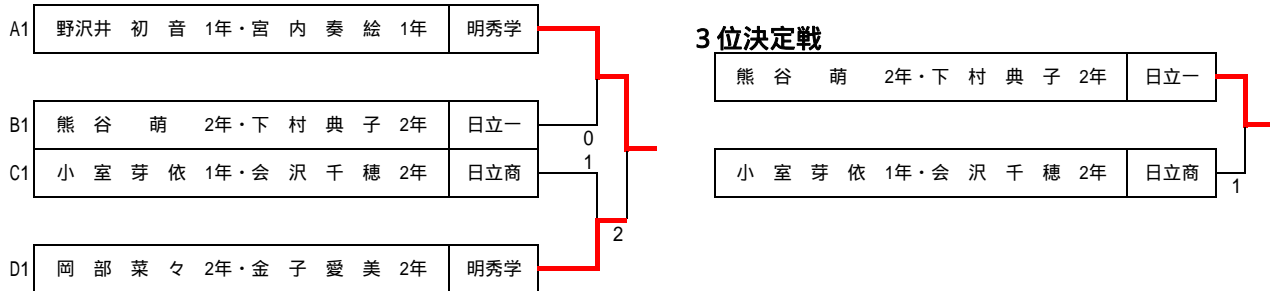 A1 野沢井 初 音 1年・宮 内 奏 絵 1年 明秀学
B1 熊 谷 萌 2年・下 村 典 子 2年 日立一
0
1
C1 小 室 芽 依 1年・会 沢 千 穂 2年 日立商
2
D1 岡 部 菜 々 2年・金 子 愛 美 2年 明秀学
3位決定戦
熊 谷 萌 2年・下 村 典 子 2年 日立一
小 室 芽 依 1年・会 沢 千 穂 2年 日立商
1